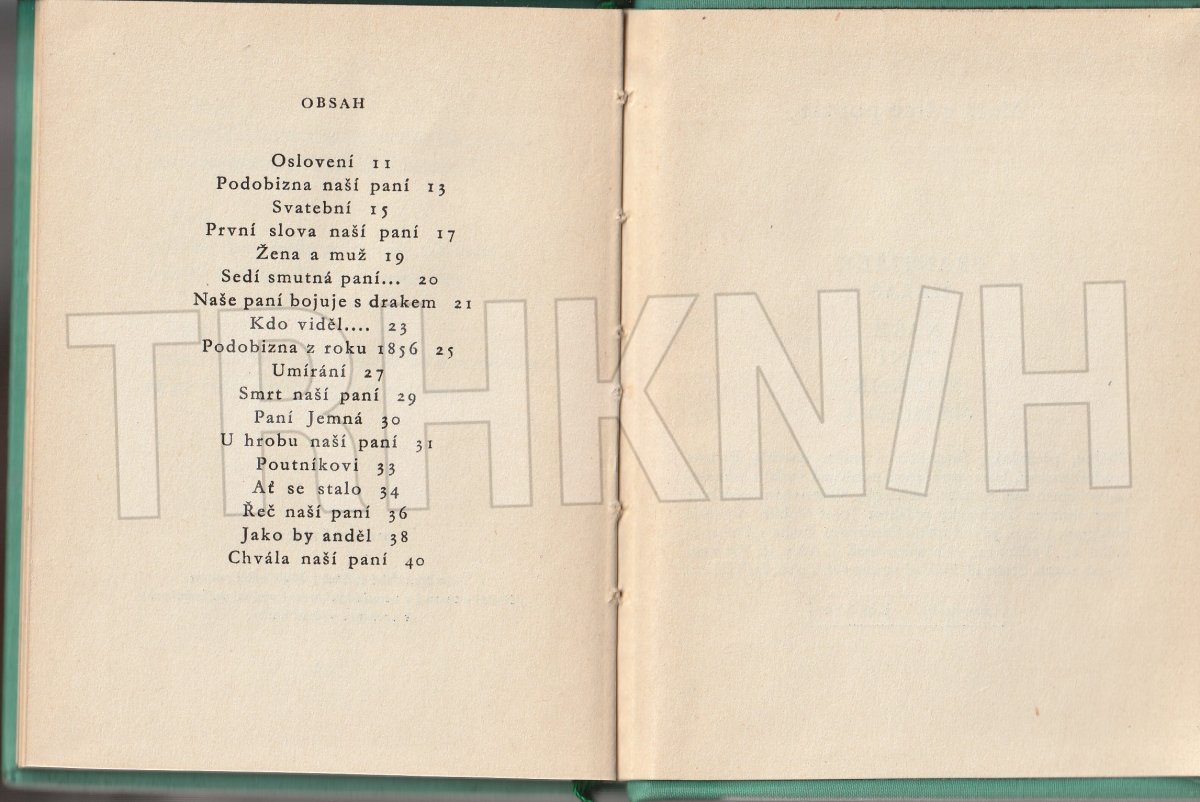 OBSAH
Oslovení 11
Podobizna naší paní 13
Svatební 15
První slova naší paní 17
Žena a muž 19
Sedí smutná paní... 20
Naše paní bojuje s drakem 21
Kdo viděl.... 23
Podobizna z roku 1856 25
Umírání 27
Smrt naší paní 29
Paní Jemná 30
U hrobu naší paní 31
Poutníkovi 33
Ať se stalo 34
Řeč naší paní 36
Jako by anděl 38
Chvála naší paní 40
TRHKNIH